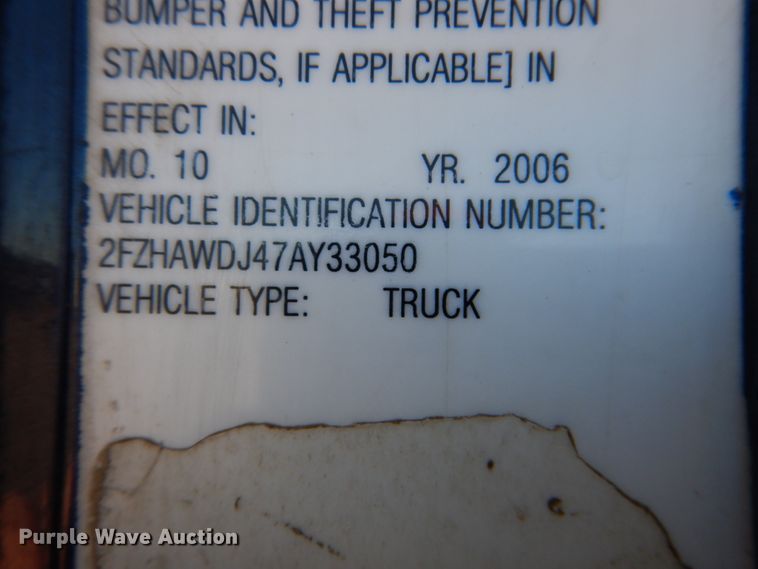 BUMPER AND THEFT PREVENTION
STANDARDS, IF APPLICABLE] IN
EFFECT IN:
MO. 10 YR. 2006
VEHICLE IDENTIFICATION NUMBER:
2FZHAWDJ47AY33050
VEHICLE TYPE: TRUCK
Purple Wave Auction